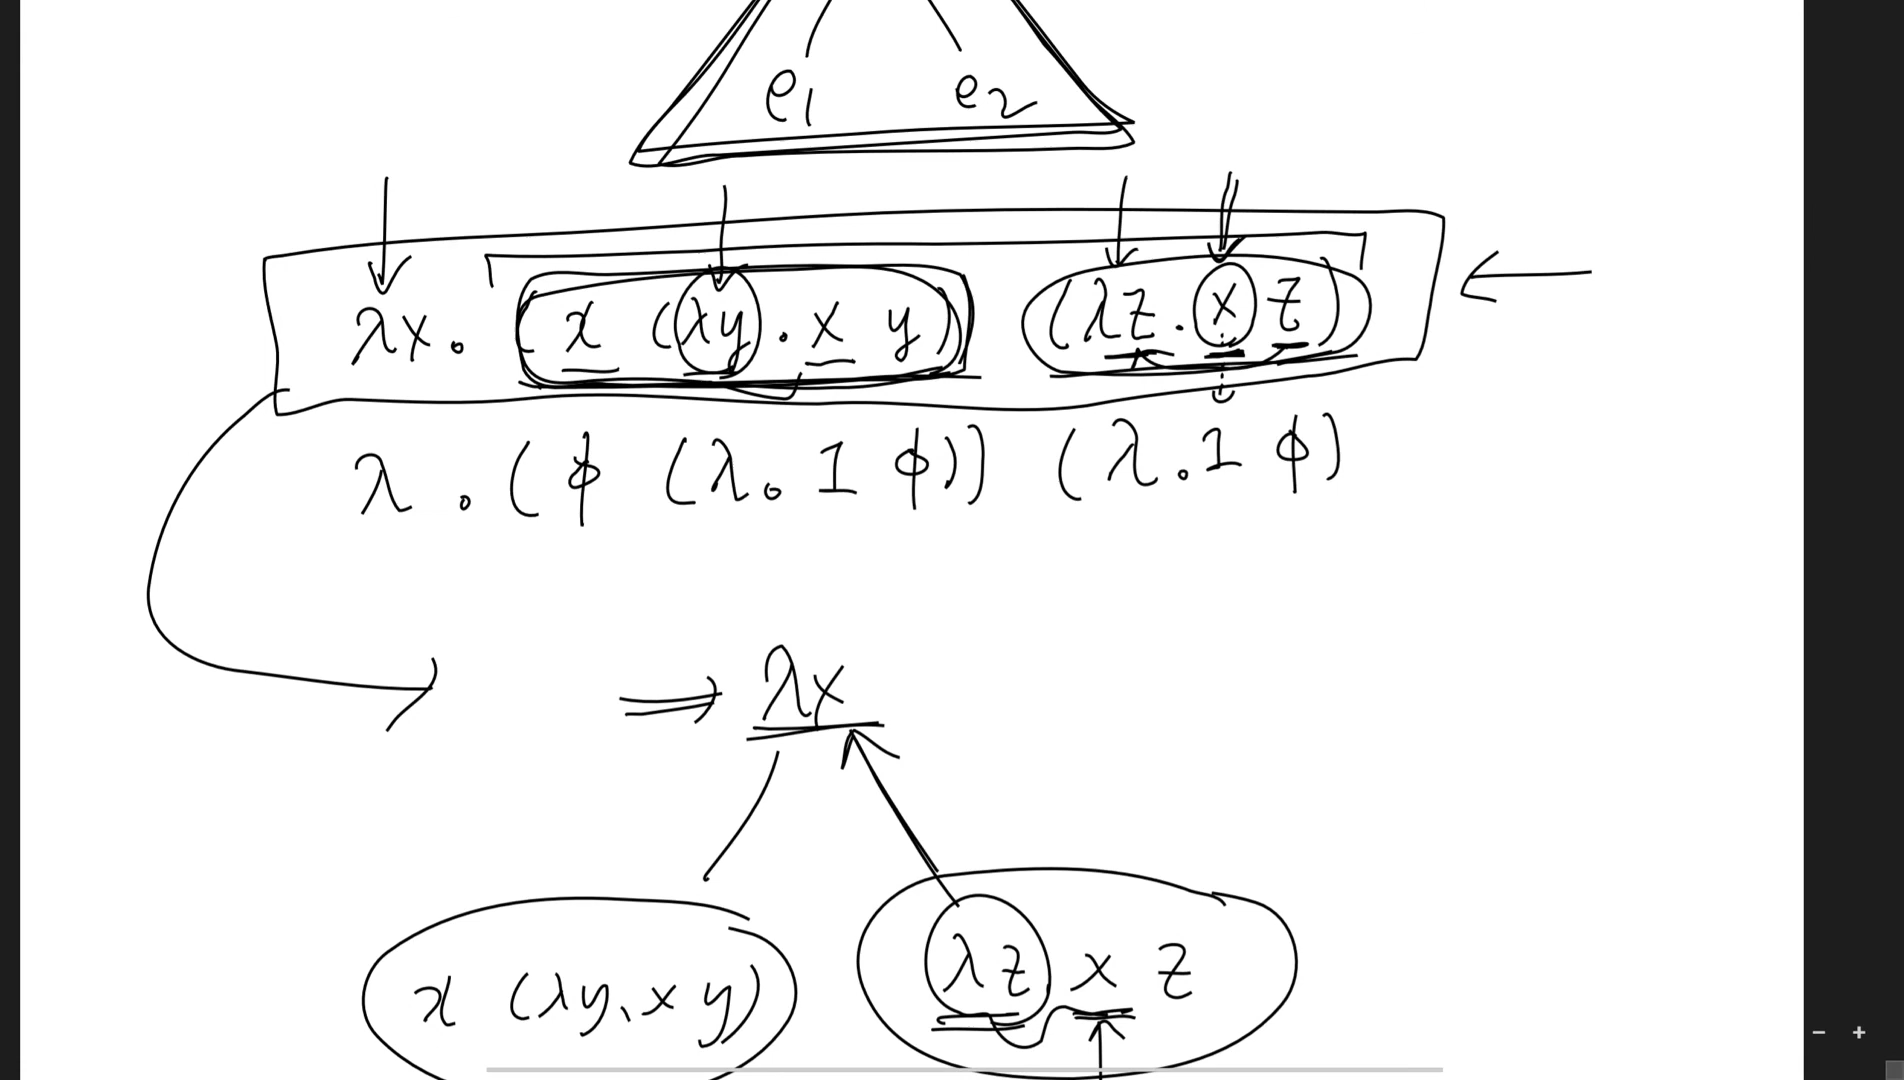 e1 e2
λx. (x (λy. x y)) (λz. x z)
λ. (ϕ (λ. 1 ϕ)) (λ. 1 ϕ)
⇒ λx
x (λy. x y) λz x z
− +